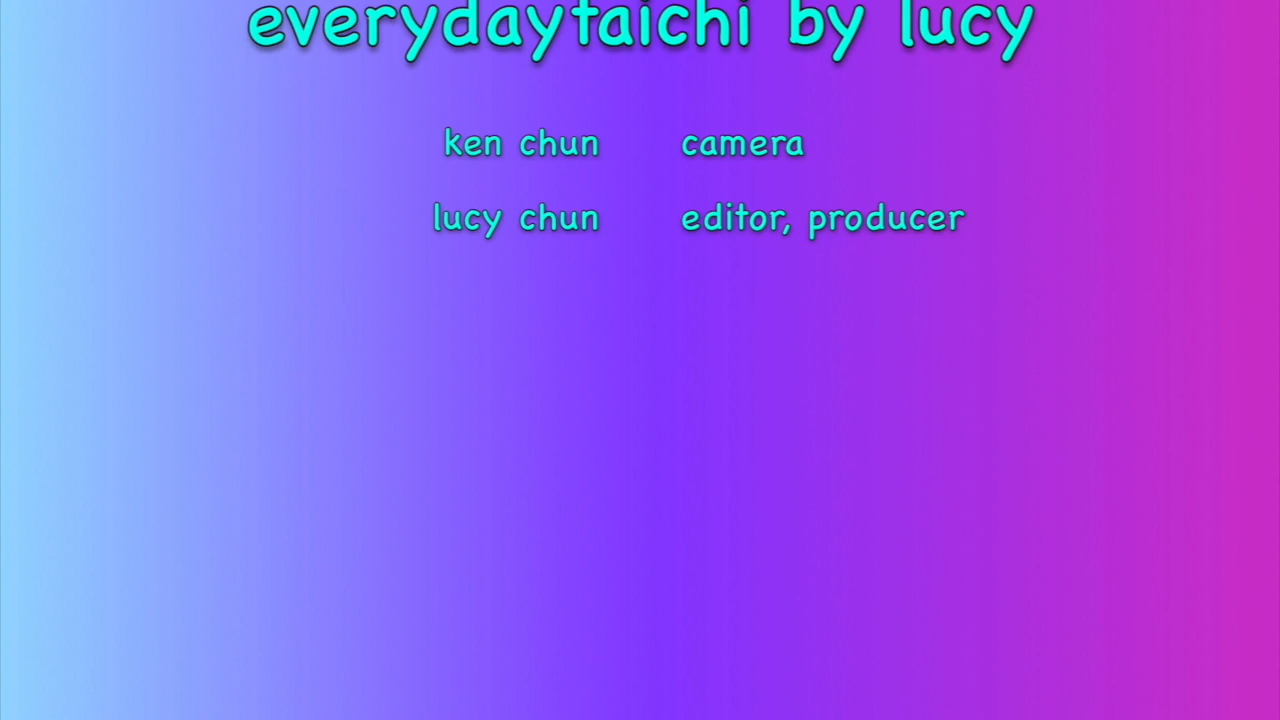 everydaytaichi by lucy
ken chun camera
lucy chun editor, producer